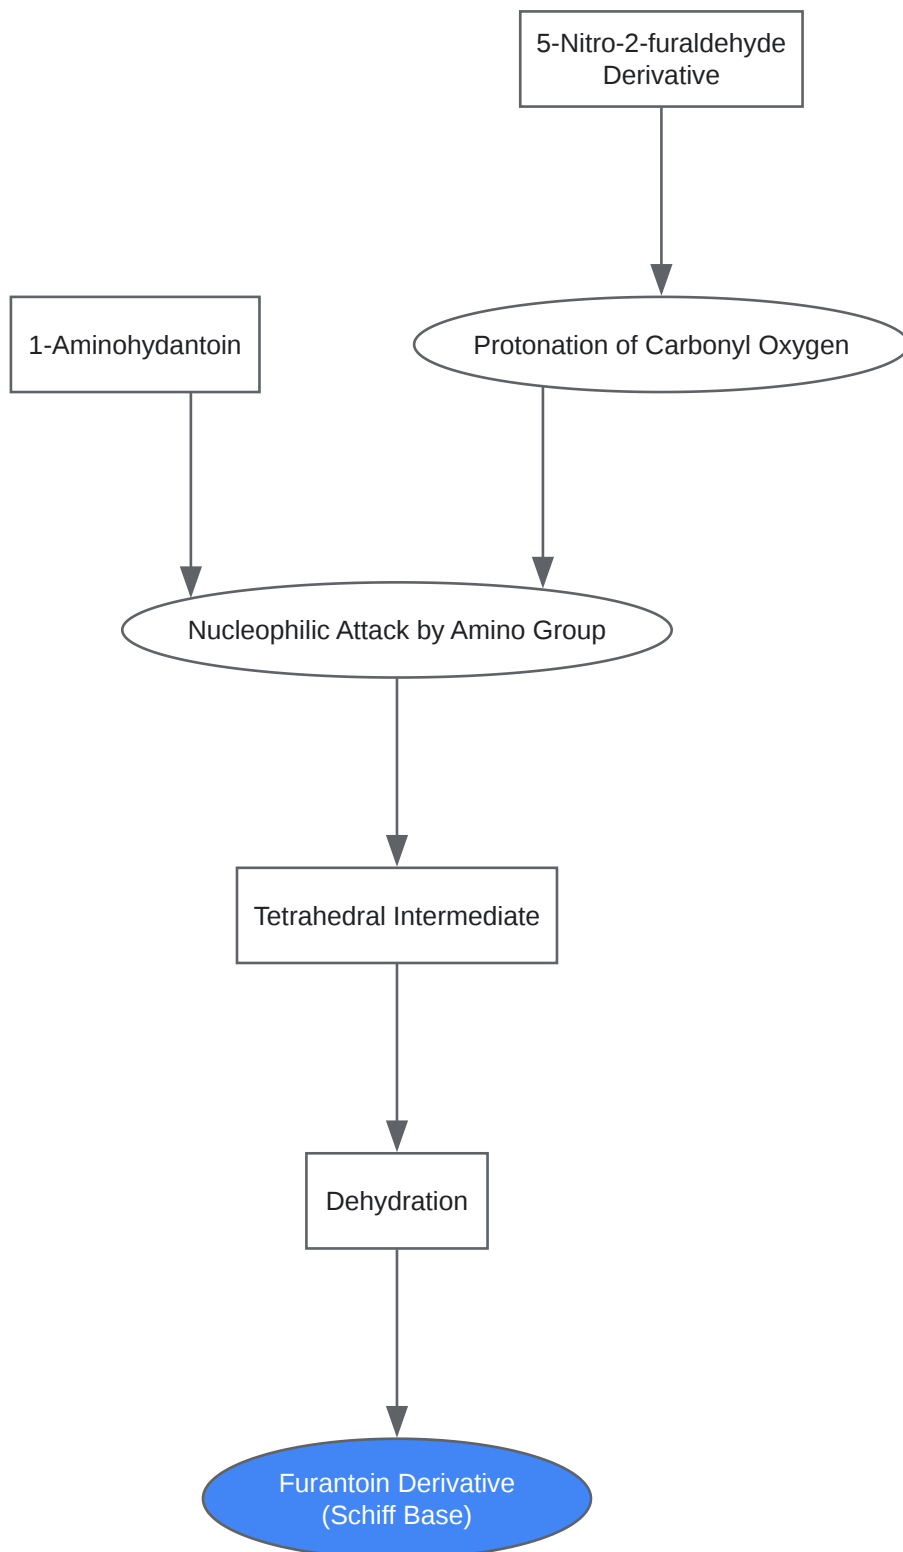 5-Nitro-2-furaldehyde
Derivative
1-Aminohydantoin
Protonation of Carbonyl Oxygen
Nucleophilic Attack by Amino Group
Tetrahedral Intermediate
Dehydration
Furantoin Derivative
(Schiff Base)